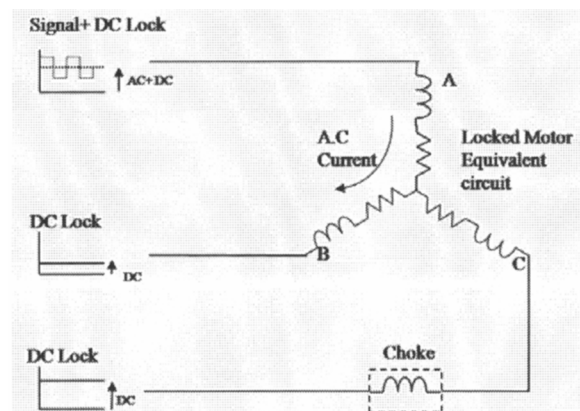 Signal+ DC Lock
AC+DC
A
A.C
Current
Locked Motor
Equivalent
circuit
DC Lock
DC
B
C
DC Lock
DC
Choke